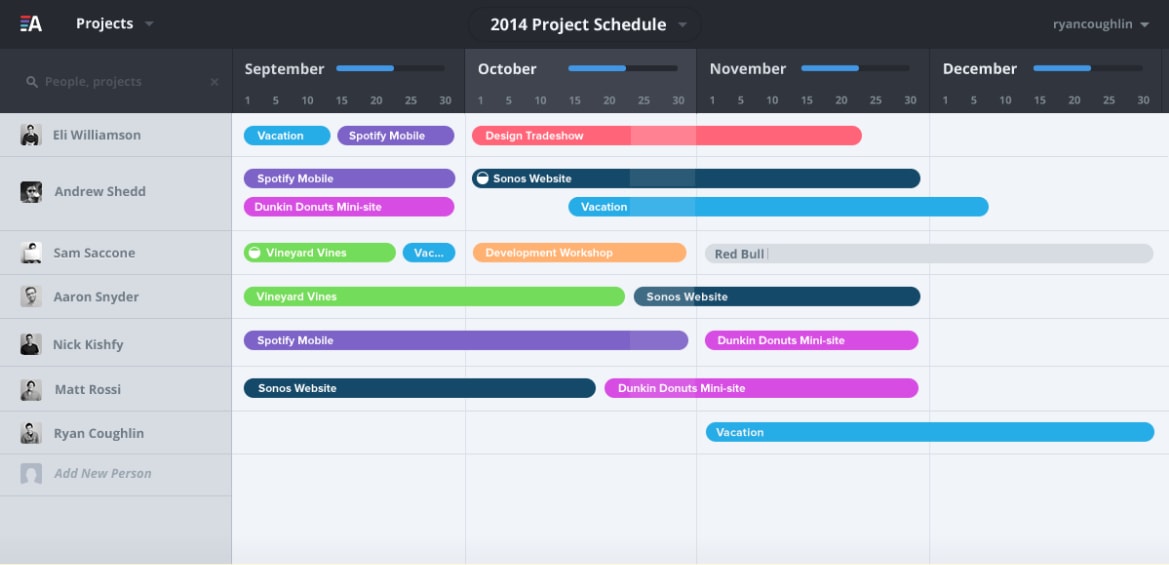 A Projects 2014 Project Schedule ryancoughlin
People, projects × September October November December
1 5 10 15 20 25 30 1 5 10 15 20 25 30 1 5 10 15 20 25 30 1 5 10 15 20 25 30
Eli Williamson Vacation Spotify Mobile Design Tradeshow
Andrew Shedd Spotify Mobile Sonos Website
Dunkin Donuts Mini-site Vacation
Sam Saccone Vineyard Vines Vac... Development Workshop Red Bull
Aaron Snyder Vineyard Vines Sonos Website
Nick Kishfy Spotify Mobile Dunkin Donuts Mini-site
Matt Rossi Sonos Website Dunkin Donuts Mini-site
Ryan Coughlin Vacation
Add New Person